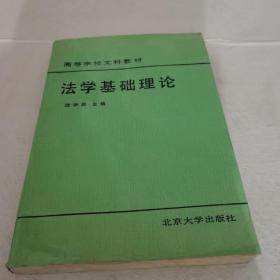 高等学校文科教材
法学基础理论
沈宗灵 主编
北京大学出版社